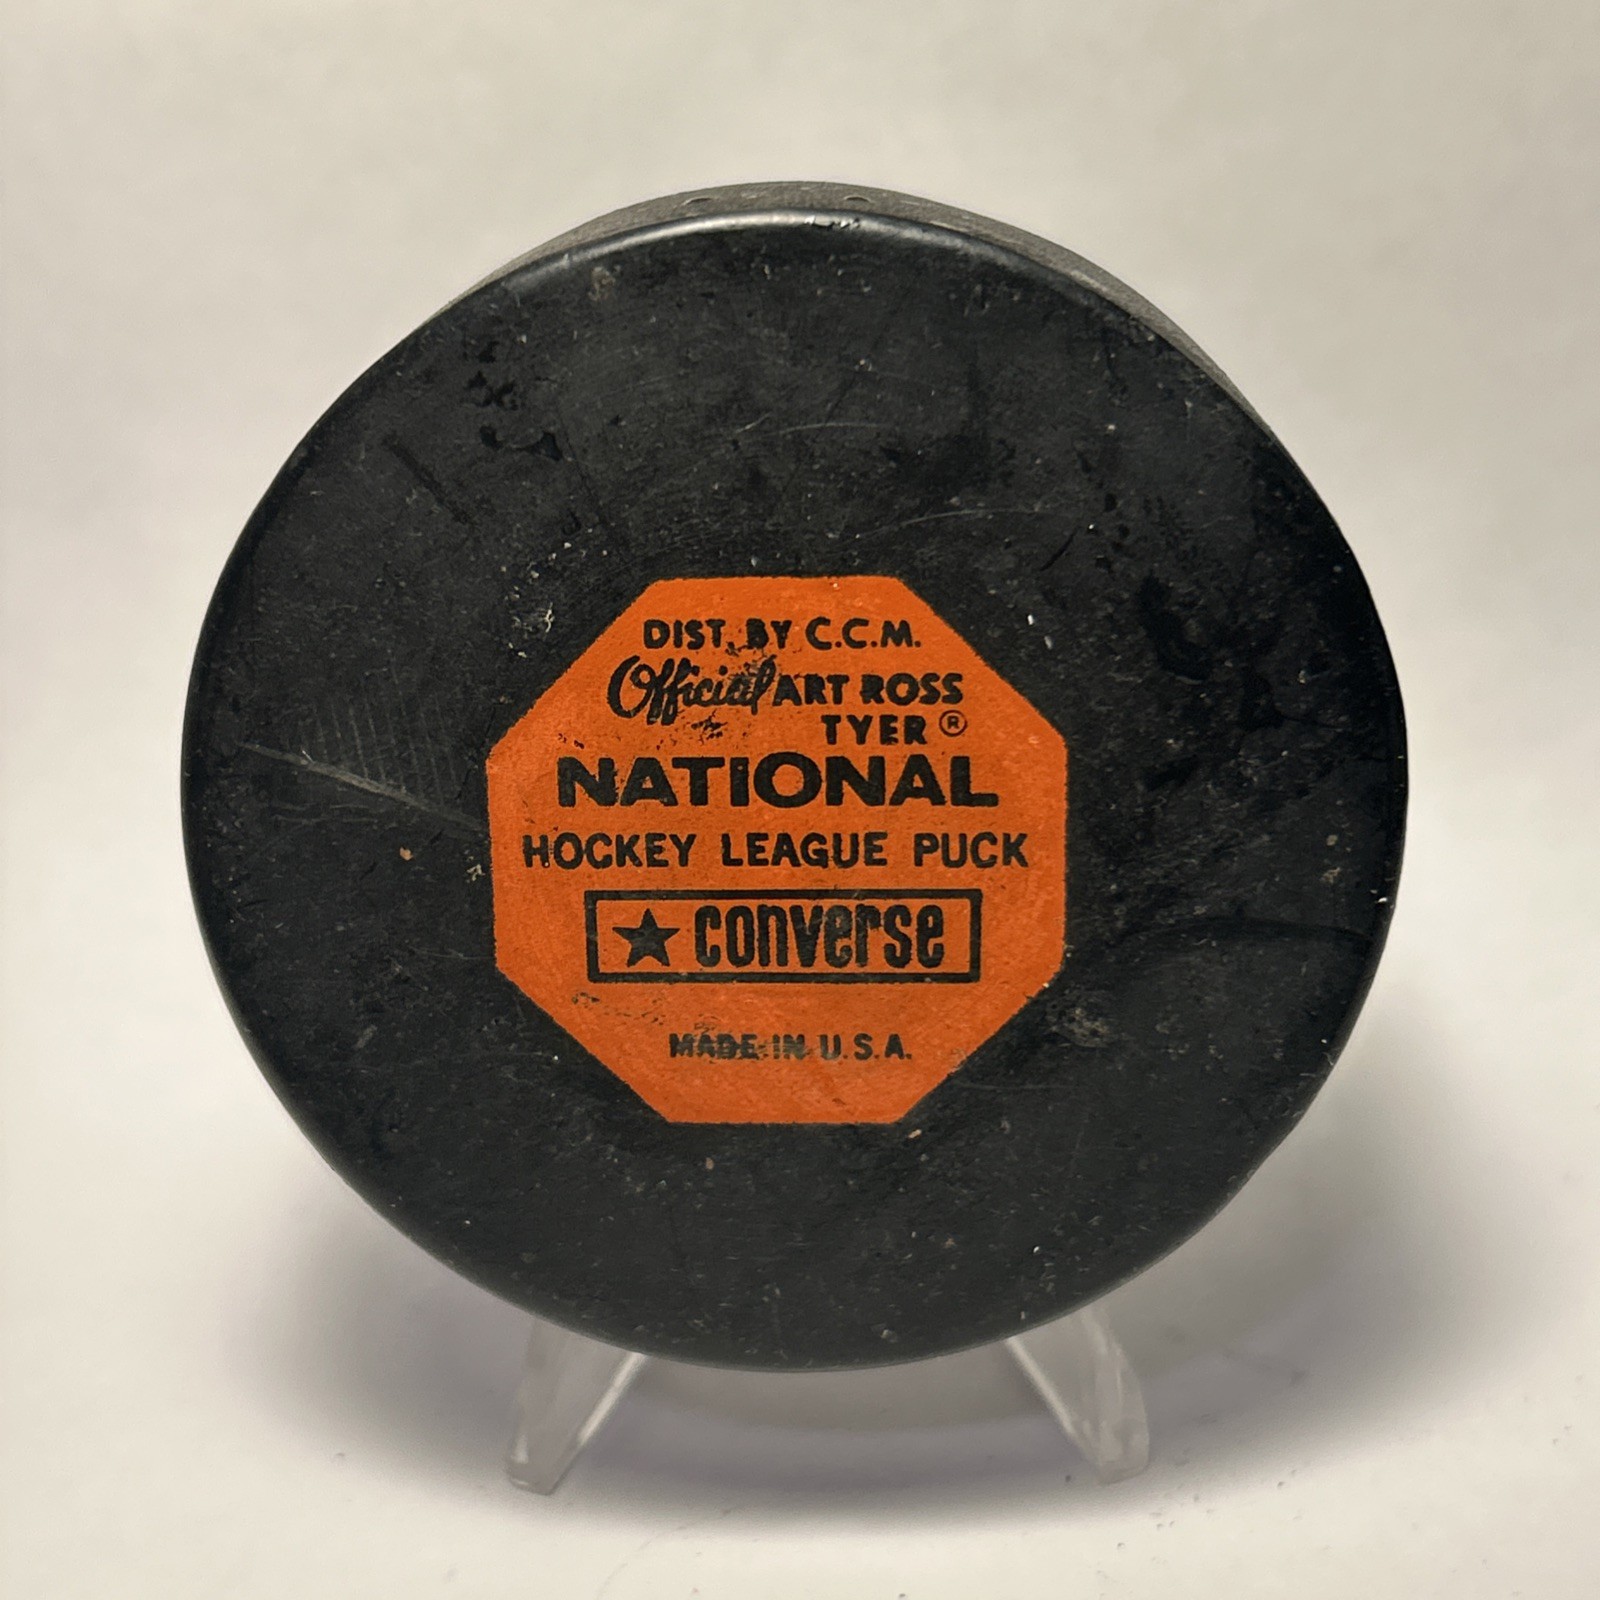 DIST. BY C.C.M.
Official ART ROSS
TYER ®
NATIONAL
HOCKEY LEAGUE PUCK
★ converse
MADE IN U.S.A.